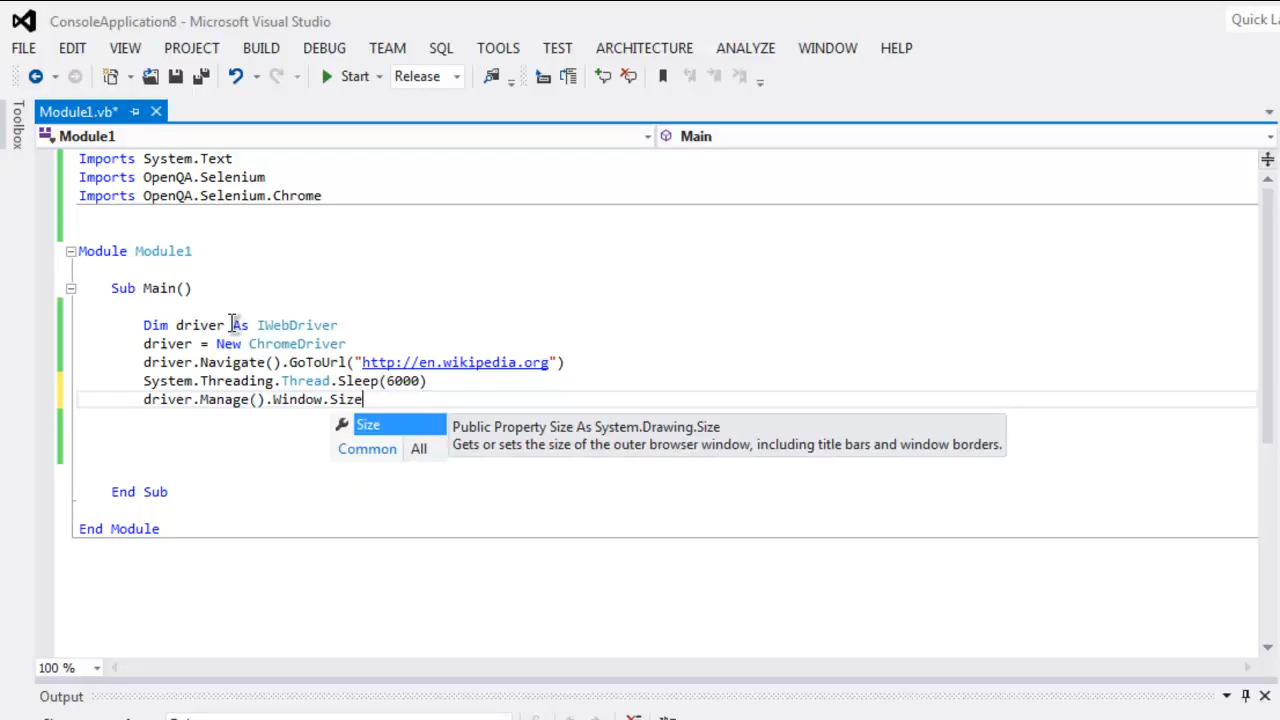 ConsoleApplication8 - Microsoft Visual Studio
Quick La
FILE EDIT VIEW PROJECT BUILD DEBUG TEAM SQL TOOLS TEST ARCHITECTURE ANALYZE WINDOW HELP
Start Release
Toolbox
Module1.vb*
Module1 Main
Imports System.Text
Imports OpenQA.Selenium
Imports OpenQA.Selenium.Chrome
Module Module1
Sub Main()
Dim driver As IWebDriver
driver = New ChromeDriver
driver.Navigate().GoToUrl("http://en.wikipedia.org")
System.Threading.Thread.Sleep(6000)
driver.Manage().Window.Size
Size
Public Property Size As System.Drawing.Size
Gets or sets the size of the outer browser window, including title bars and window borders.
Common All
End Sub
End Module
100 %
Output